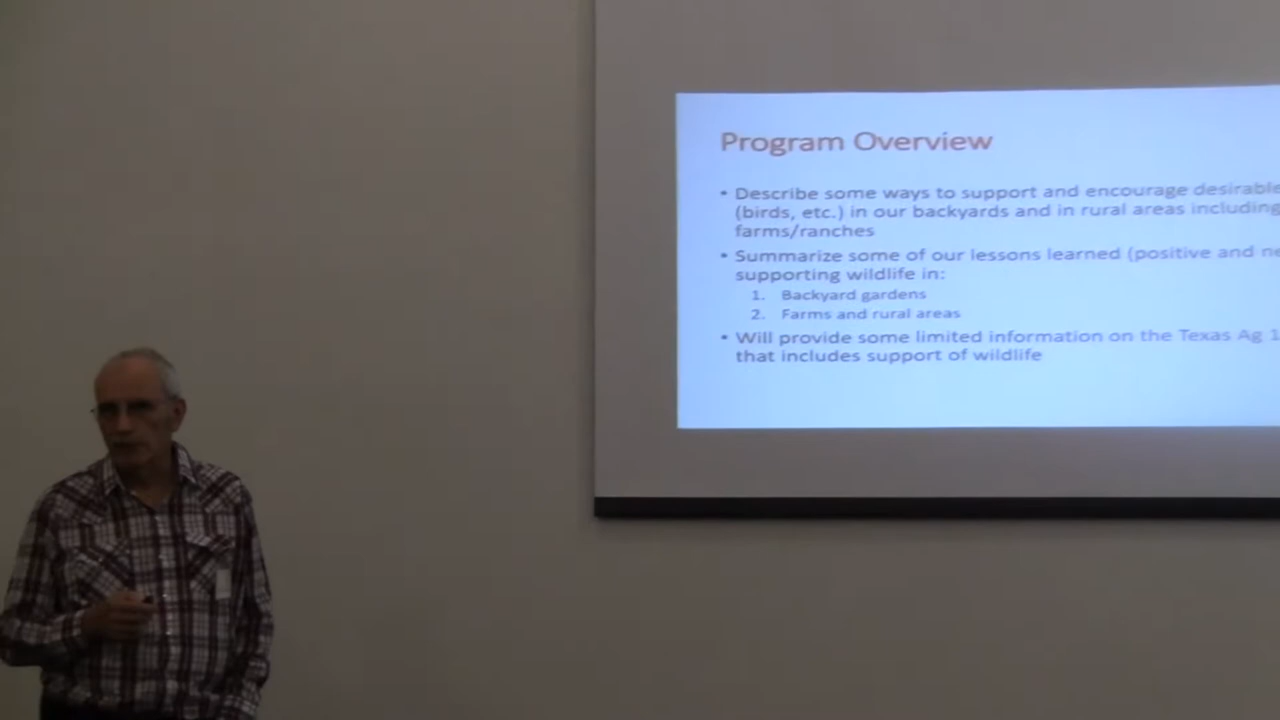 Program Overview
• Describe some ways to support and encourage desirable
(birds, etc.) in our backyards and in rural areas including
farms/ranches
• Summarize some of our lessons learned (positive and ne
supporting wildlife in:
1. Backyard gardens
2. Farms and rural areas
• Will provide some limited information on the Texas Ag 1
that includes support of wildlife